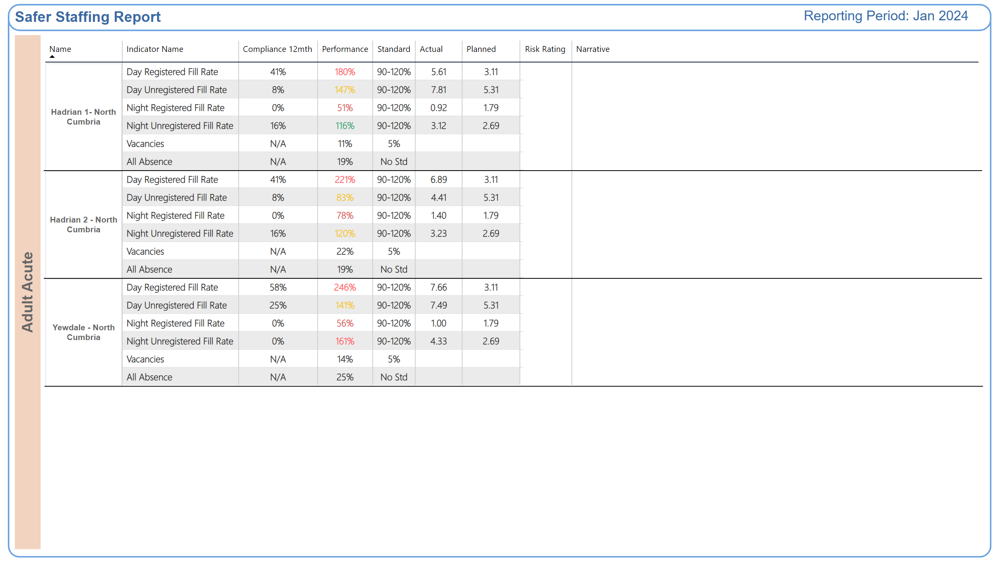 Safer Staffing Report
Reporting Period: Jan 2024
Adult Acute
Name Indicator Name Compliance 12mth Performance Standard Actual Planned Risk Rating Narrative
Hadrian 1- North
Cumbria
Day Registered Fill Rate 41% 180% 90-120% 5.61 3.11
Day Unregistered Fill Rate 8% 147% 90-120% 7.81 5.31
Night Registered Fill Rate 0% 51% 90-120% 0.92 1.79
Night Unregistered Fill Rate 16% 116% 90-120% 3.12 2.69
Vacancies N/A 11% 5%
All Absence N/A 19% No Std
Hadrian 2 - North
Cumbria
Day Registered Fill Rate 41% 221% 90-120% 6.89 3.11
Day Unregistered Fill Rate 8% 83% 90-120% 4.41 5.31
Night Registered Fill Rate 0% 78% 90-120% 1.40 1.79
Night Unregistered Fill Rate 16% 120% 90-120% 3.23 2.69
Vacancies N/A 22% 5%
All Absence N/A 19% No Std
Yewdale - North
Cumbria
Day Registered Fill Rate 58% 246% 90-120% 7.66 3.11
Day Unregistered Fill Rate 25% 141% 90-120% 7.49 5.31
Night Registered Fill Rate 0% 56% 90-120% 1.00 1.79
Night Unregistered Fill Rate 0% 161% 90-120% 4.33 2.69
Vacancies N/A 14% 5%
All Absence N/A 25% No Std